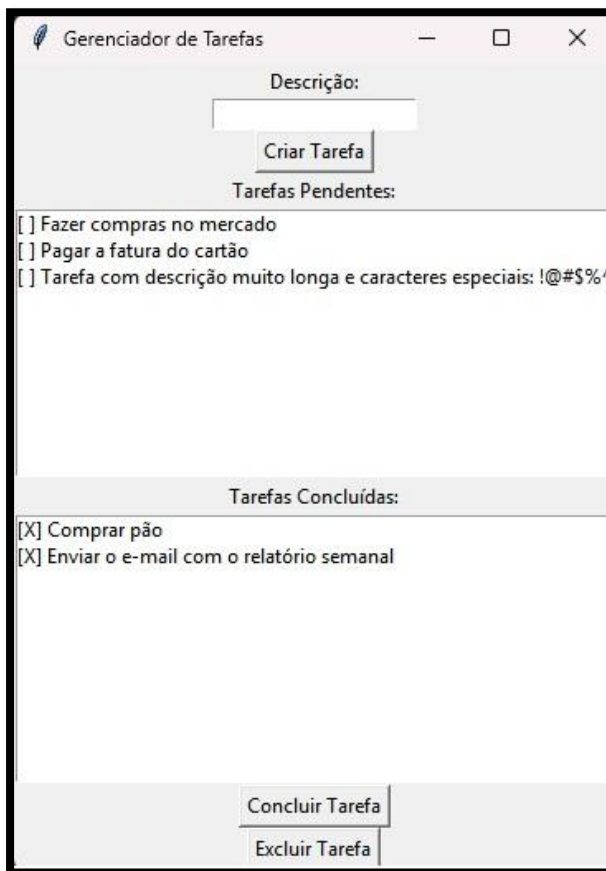 Gerenciador de Tarefas
Descrição:
Criar Tarefa
Tarefas Pendentes:
[ ] Fazer compras no mercado
[ ] Pagar a fatura do cartão
[ ] Tarefa com descrição muito longa e caracteres especiais: !@#$%^
Tarefas Concluídas:
[X] Comprar pão
[X] Enviar o e-mail com o relatório semanal
Concluir Tarefa
Excluir Tarefa